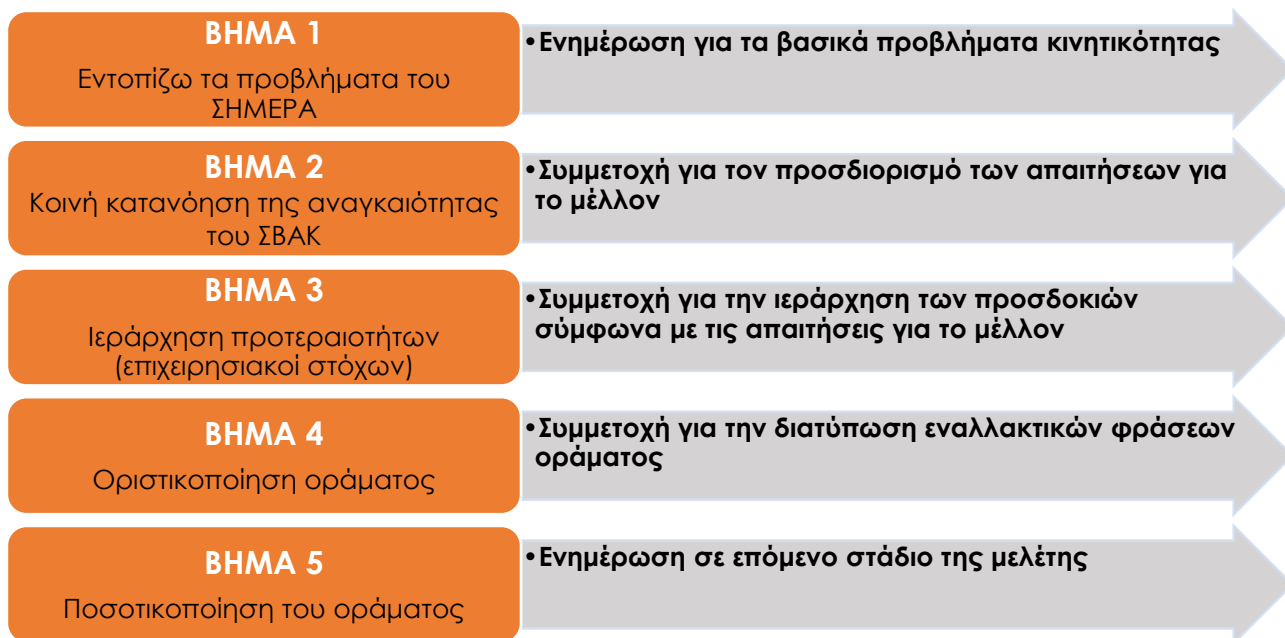 ΒΗΜΑ 1
Εντοπίζω τα προβλήματα του
ΣΗΜΕΡΑ
•Ενημέρωση για τα βασικά προβλήματα κινητικότητας
ΒΗΜΑ 2
Κοινή κατανόηση της αναγκαιότητας
του ΣΒΑΚ
•Συμμετοχή για τον προσδιορισμό των απαιτήσεων για
το μέλλον
ΒΗΜΑ 3
Ιεράρχηση προτεραιοτήτων
(επιχειρησιακοί στόχων)
•Συμμετοχή για την ιεράρχηση των προσδοκιών
σύμφωνα με τις απαιτήσεις για το μέλλον
ΒΗΜΑ 4
Οριστικοποίηση οράματος
•Συμμετοχή για την διατύπωση εναλλακτικών φράσεων
οράματος
ΒΗΜΑ 5
Ποσοτικοποίηση του οράματος
•Ενημέρωση σε επόμενο στάδιο της μελέτης